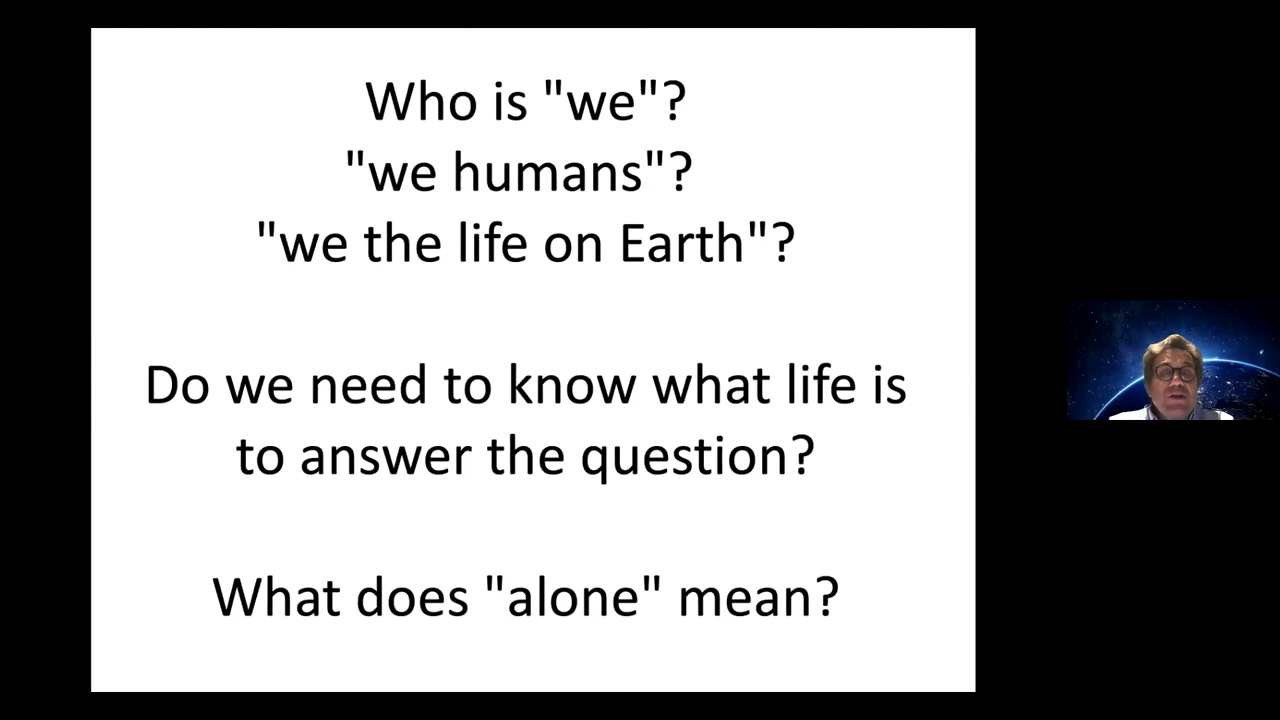 Who is "we"?
"we humans"?
"we the life on Earth"?
Do we need to know what life is
to answer the question?
What does "alone" mean?